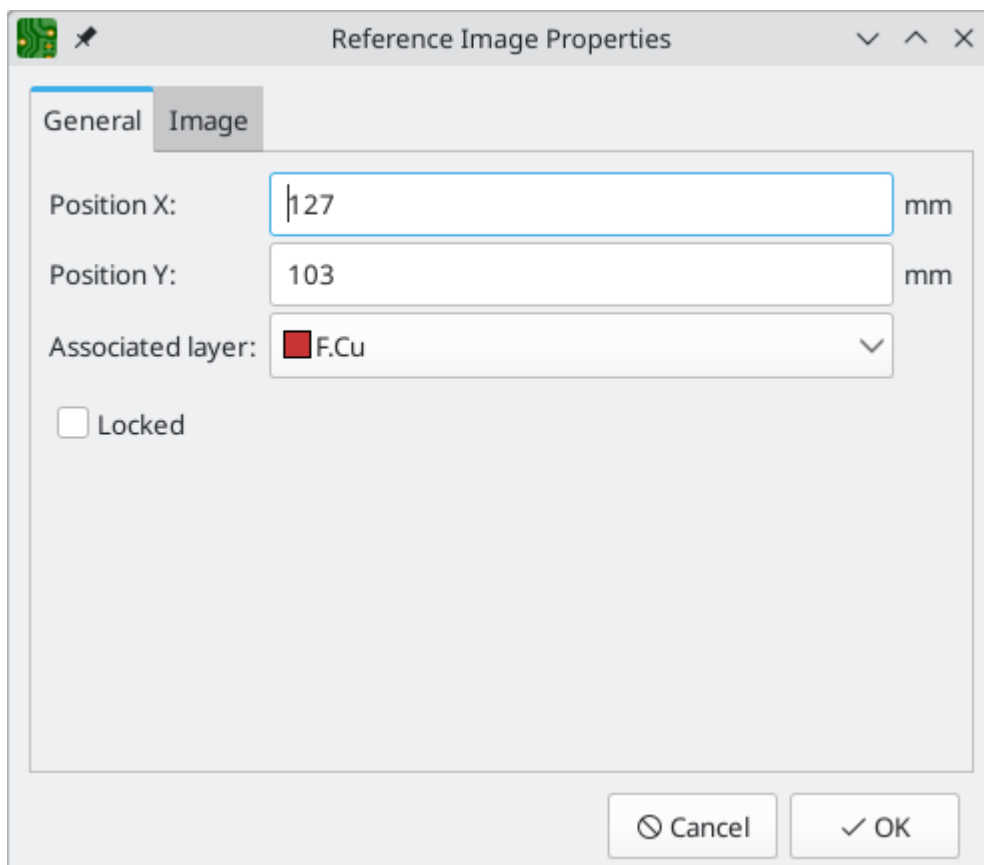 Reference Image Properties
General Image
Position X: 127 mm
Position Y: 103 mm
Associated layer: F.Cu
Locked
Cancel OK